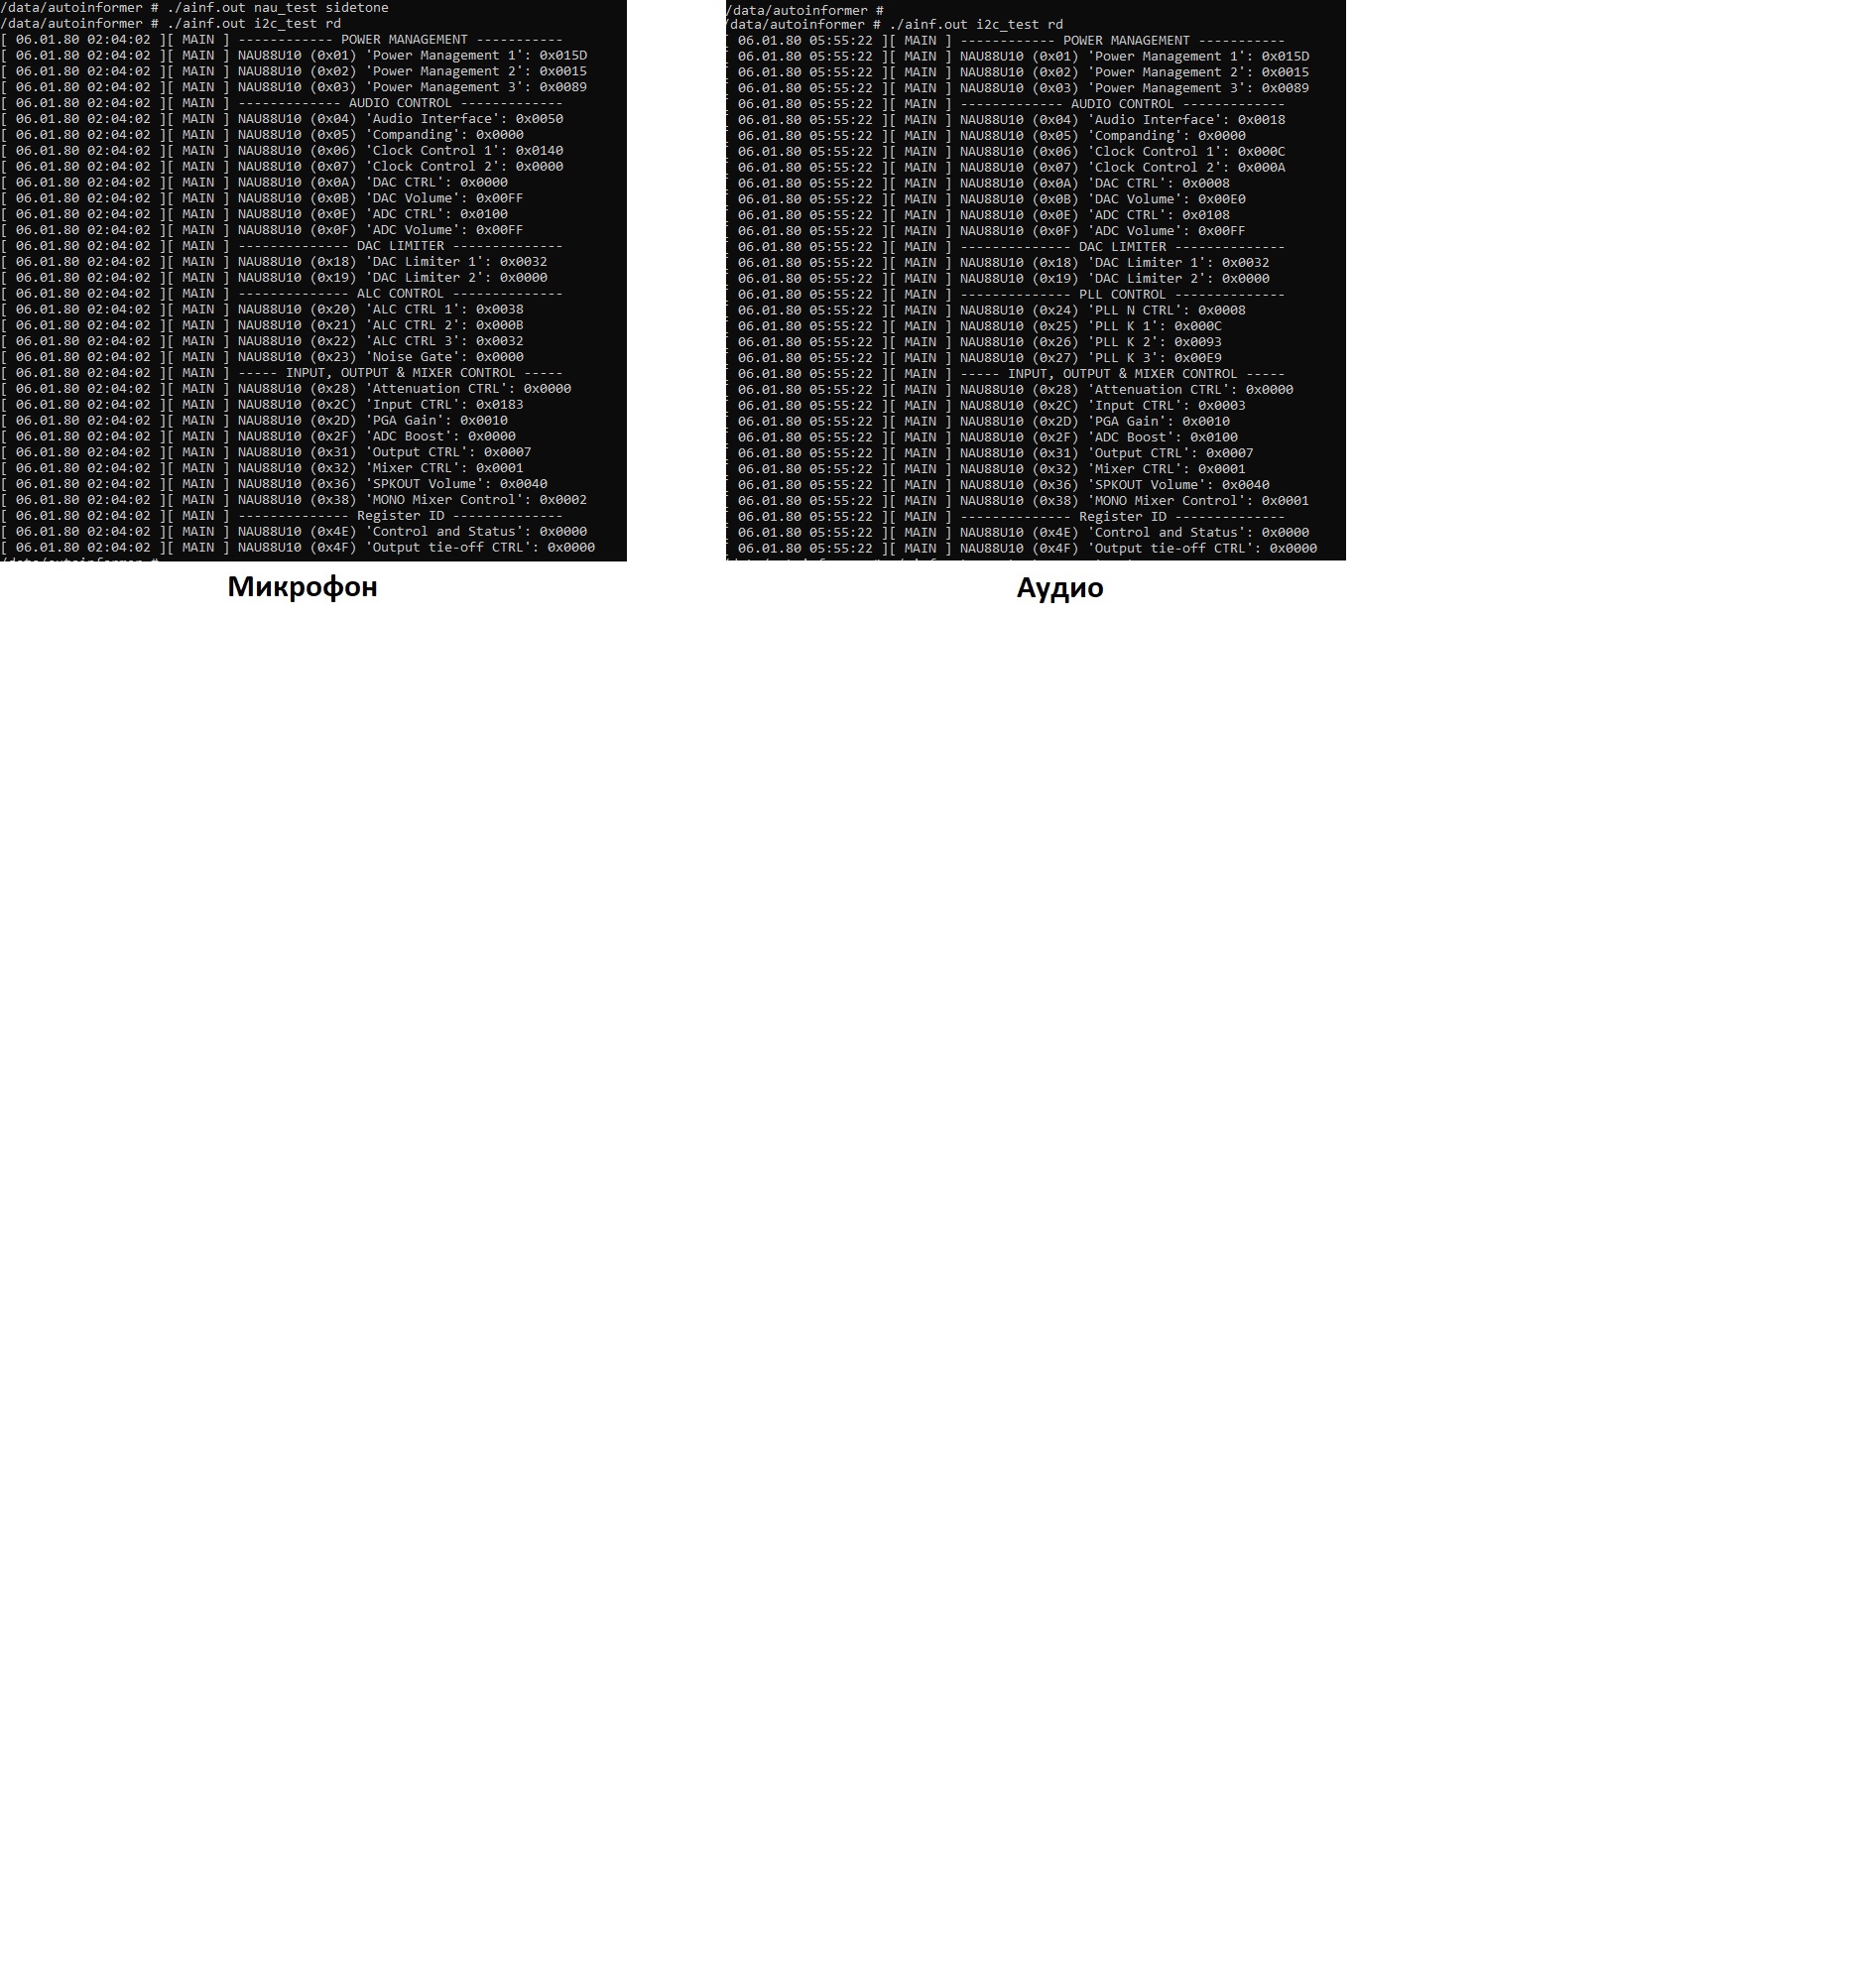 /data/autoinformer # ./ainf.out nau_test sidetone
/data/autoinformer # ./ainf.out i2c_test rd
[ 06.01.80 02:04:02 ][ MAIN ] ------------ POWER MANAGEMENT -----------
[ 06.01.80 02:04:02 ][ MAIN ] NAU88U10 (0x01) 'Power Management 1': 0x015D
[ 06.01.80 02:04:02 ][ MAIN ] NAU88U10 (0x02) 'Power Management 2': 0x0015
[ 06.01.80 02:04:02 ][ MAIN ] NAU88U10 (0x03) 'Power Management 3': 0x0089
[ 06.01.80 02:04:02 ][ MAIN ] ------------- AUDIO CONTROL -------------
[ 06.01.80 02:04:02 ][ MAIN ] NAU88U10 (0x04) 'Audio Interface': 0x0050
[ 06.01.80 02:04:02 ][ MAIN ] NAU88U10 (0x05) 'Companding': 0x0000
[ 06.01.80 02:04:02 ][ MAIN ] NAU88U10 (0x06) 'Clock Control 1': 0x0140
[ 06.01.80 02:04:02 ][ MAIN ] NAU88U10 (0x07) 'Clock Control 2': 0x0000
[ 06.01.80 02:04:02 ][ MAIN ] NAU88U10 (0x0A) 'DAC CTRL': 0x0000
[ 06.01.80 02:04:02 ][ MAIN ] NAU88U10 (0x0B) 'DAC Volume': 0x00FF
[ 06.01.80 02:04:02 ][ MAIN ] NAU88U10 (0x0E) 'ADC CTRL': 0x0100
[ 06.01.80 02:04:02 ][ MAIN ] NAU88U10 (0x0F) 'ADC Volume': 0x00FF
[ 06.01.80 02:04:02 ][ MAIN ] -------------- DAC LIMITER --------------
[ 06.01.80 02:04:02 ][ MAIN ] NAU88U10 (0x18) 'DAC Limiter 1': 0x0032
[ 06.01.80 02:04:02 ][ MAIN ] NAU88U10 (0x19) 'DAC Limiter 2': 0x0000
[ 06.01.80 02:04:02 ][ MAIN ] -------------- ALC CONTROL --------------
[ 06.01.80 02:04:02 ][ MAIN ] NAU88U10 (0x20) 'ALC CTRL 1': 0x0038
[ 06.01.80 02:04:02 ][ MAIN ] NAU88U10 (0x21) 'ALC CTRL 2': 0x000B
[ 06.01.80 02:04:02 ][ MAIN ] NAU88U10 (0x22) 'ALC CTRL 3': 0x0032
[ 06.01.80 02:04:02 ][ MAIN ] NAU88U10 (0x23) 'Noise Gate': 0x0000
[ 06.01.80 02:04:02 ][ MAIN ] ----- INPUT, OUTPUT & MIXER CONTROL -----
[ 06.01.80 02:04:02 ][ MAIN ] NAU88U10 (0x28) 'Attenuation CTRL': 0x0000
[ 06.01.80 02:04:02 ][ MAIN ] NAU88U10 (0x2C) 'Input CTRL': 0x0183
[ 06.01.80 02:04:02 ][ MAIN ] NAU88U10 (0x2D) 'PGA Gain': 0x0010
[ 06.01.80 02:04:02 ][ MAIN ] NAU88U10 (0x2F) 'ADC Boost': 0x0000
[ 06.01.80 02:04:02 ][ MAIN ] NAU88U10 (0x31) 'Output CTRL': 0x0007
[ 06.01.80 02:04:02 ][ MAIN ] NAU88U10 (0x32) 'Mixer CTRL': 0x0001
[ 06.01.80 02:04:02 ][ MAIN ] NAU88U10 (0x36) 'SPKOUT Volume': 0x0040
[ 06.01.80 02:04:02 ][ MAIN ] NAU88U10 (0x38) 'MONO Mixer Control': 0x0002
[ 06.01.80 02:04:02 ][ MAIN ] -------------- Register ID --------------
[ 06.01.80 02:04:02 ][ MAIN ] NAU88U10 (0x4E) 'Control and Status': 0x0000
[ 06.01.80 02:04:02 ][ MAIN ] NAU88U10 (0x4F) 'Output tie-off CTRL': 0x0000
Микрофон
/data/autoinformer #
/data/autoinformer # ./ainf.out i2c_test rd
[ 06.01.80 05:55:22 ][ MAIN ] ------------ POWER MANAGEMENT -----------
[ 06.01.80 05:55:22 ][ MAIN ] NAU88U10 (0x01) 'Power Management 1': 0x015D
[ 06.01.80 05:55:22 ][ MAIN ] NAU88U10 (0x02) 'Power Management 2': 0x0015
[ 06.01.80 05:55:22 ][ MAIN ] NAU88U10 (0x03) 'Power Management 3': 0x0089
[ 06.01.80 05:55:22 ][ MAIN ] ------------- AUDIO CONTROL -------------
[ 06.01.80 05:55:22 ][ MAIN ] NAU88U10 (0x04) 'Audio Interface': 0x0018
[ 06.01.80 05:55:22 ][ MAIN ] NAU88U10 (0x05) 'Companding': 0x0000
[ 06.01.80 05:55:22 ][ MAIN ] NAU88U10 (0x06) 'Clock Control 1': 0x000C
[ 06.01.80 05:55:22 ][ MAIN ] NAU88U10 (0x07) 'Clock Control 2': 0x000A
[ 06.01.80 05:55:22 ][ MAIN ] NAU88U10 (0x0A) 'DAC CTRL': 0x0008
[ 06.01.80 05:55:22 ][ MAIN ] NAU88U10 (0x0B) 'DAC Volume': 0x00E0
[ 06.01.80 05:55:22 ][ MAIN ] NAU88U10 (0x0E) 'ADC CTRL': 0x0108
[ 06.01.80 05:55:22 ][ MAIN ] NAU88U10 (0x0F) 'ADC Volume': 0x00FF
[ 06.01.80 05:55:22 ][ MAIN ] -------------- DAC LIMITER --------------
[ 06.01.80 05:55:22 ][ MAIN ] NAU88U10 (0x18) 'DAC Limiter 1': 0x0032
[ 06.01.80 05:55:22 ][ MAIN ] NAU88U10 (0x19) 'DAC Limiter 2': 0x0000
[ 06.01.80 05:55:22 ][ MAIN ] -------------- PLL CONTROL --------------
[ 06.01.80 05:55:22 ][ MAIN ] NAU88U10 (0x24) 'PLL N CTRL': 0x0008
[ 06.01.80 05:55:22 ][ MAIN ] NAU88U10 (0x25) 'PLL K 1': 0x000C
[ 06.01.80 05:55:22 ][ MAIN ] NAU88U10 (0x26) 'PLL K 2': 0x0093
[ 06.01.80 05:55:22 ][ MAIN ] NAU88U10 (0x27) 'PLL K 3': 0x00E9
[ 06.01.80 05:55:22 ][ MAIN ] ----- INPUT, OUTPUT & MIXER CONTROL -----
[ 06.01.80 05:55:22 ][ MAIN ] NAU88U10 (0x28) 'Attenuation CTRL': 0x0000
[ 06.01.80 05:55:22 ][ MAIN ] NAU88U10 (0x2C) 'Input CTRL': 0x0003
[ 06.01.80 05:55:22 ][ MAIN ] NAU88U10 (0x2D) 'PGA Gain': 0x0010
[ 06.01.80 05:55:22 ][ MAIN ] NAU88U10 (0x2F) 'ADC Boost': 0x0100
[ 06.01.80 05:55:22 ][ MAIN ] NAU88U10 (0x31) 'Output CTRL': 0x0007
[ 06.01.80 05:55:22 ][ MAIN ] NAU88U10 (0x32) 'Mixer CTRL': 0x0001
[ 06.01.80 05:55:22 ][ MAIN ] NAU88U10 (0x36) 'SPKOUT Volume': 0x0040
[ 06.01.80 05:55:22 ][ MAIN ] NAU88U10 (0x38) 'MONO Mixer Control': 0x0001
[ 06.01.80 05:55:22 ][ MAIN ] -------------- Register ID --------------
[ 06.01.80 05:55:22 ][ MAIN ] NAU88U10 (0x4E) 'Control and Status': 0x0000
[ 06.01.80 05:55:22 ][ MAIN ] NAU88U10 (0x4F) 'Output tie-off CTRL': 0x0000
Аудио